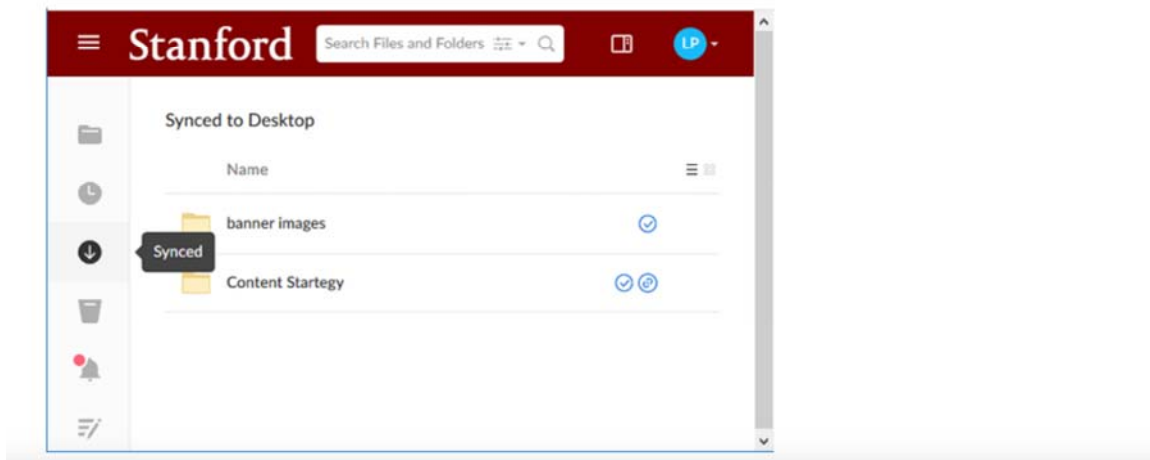 Stanford
Search Files and Folders
LP
Synced to Desktop
Name
banner images
Synced
Content Startegy